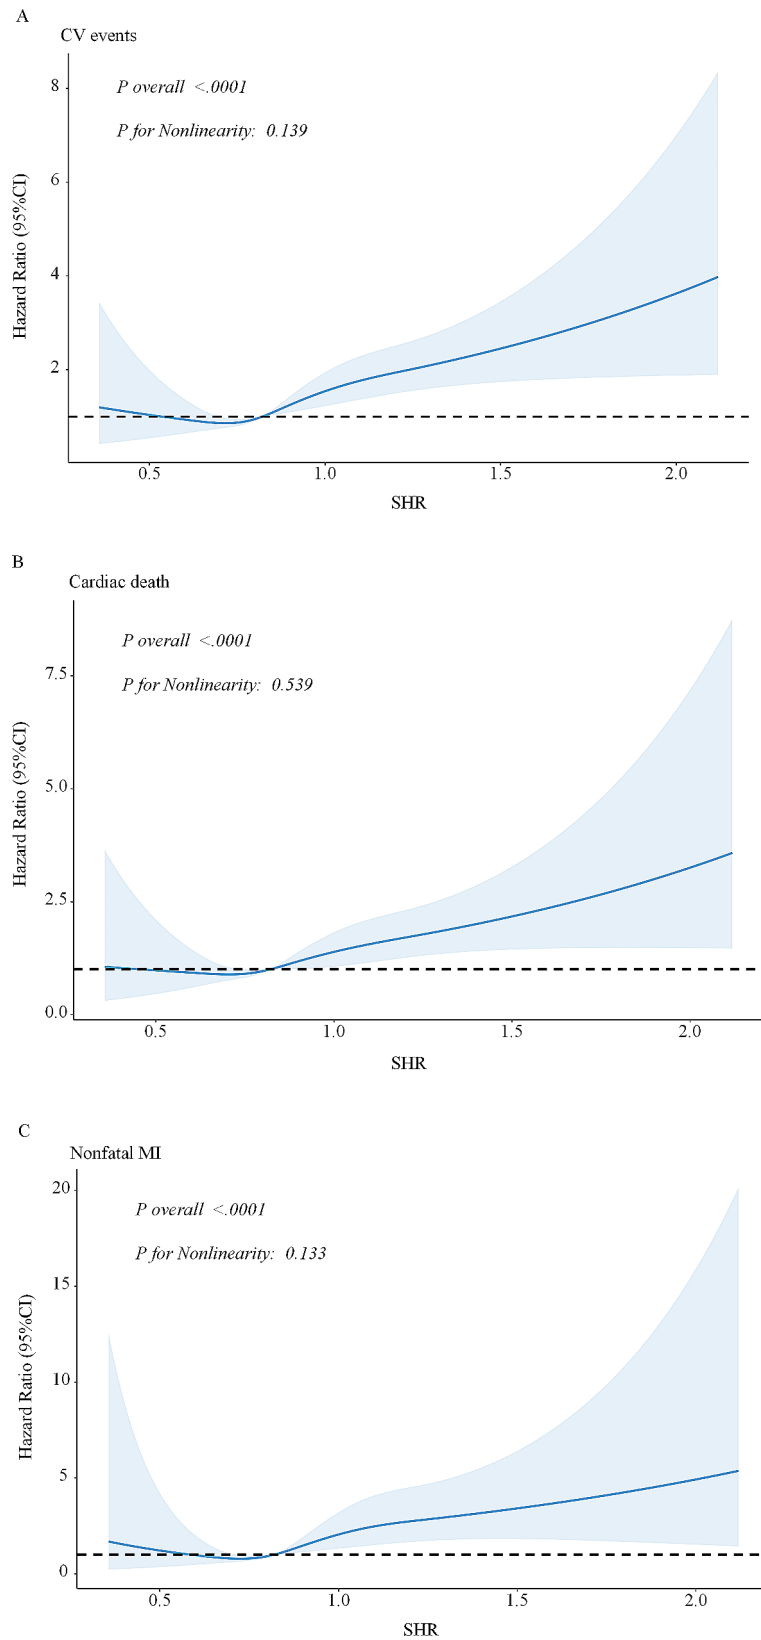 A
CV events
P overall <.0001
P for Nonlinearity: 0.139
Hazard Ratio (95%CI)
8
6
4
2
0.5 1.0 1.5 2.0
SHR
B
Cardiac death
P overall <.0001
P for Nonlinearity: 0.539
Hazard Ratio (95%CI)
7.5
5.0
2.5
0.0
0.5 1.0 1.5 2.0
SHR
C
Nonfatal MI
P overall <.0001
P for Nonlinearity: 0.133
Hazard Ratio (95%CI)
20
15
10
5
0
0.5 1.0 1.5 2.0
SHR